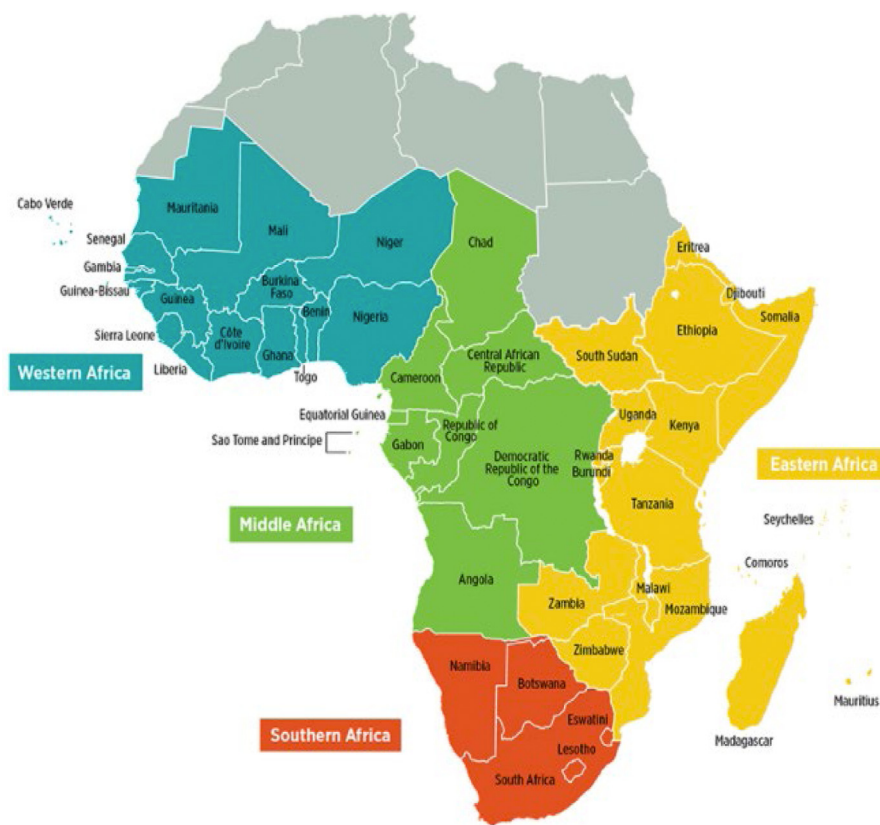 Cabo Verde
Mauritania
Mali
Niger
Chad
Senegal
Gambia
Guinea-Bissau
Guinea
Burkina
Faso
Benin
Nigeria
Sierra Leone
Côte
d'Ivoire
Ghana
Togo
Liberia
Western Africa
Eritrea
Djibouti
Somalia
Ethiopia
South Sudan
Central African
Republic
Cameroon
Equatorial Guinea
Sao Tome and Principe
Gabon
Republic of
Congo
Democratic
Republic of the
Congo
Uganda
Kenya
Rwanda
Burundi
Tanzania
Eastern Africa
Middle Africa
Seychelles
Comoros
Angola
Zambia
Malawi
Mozambique
Zimbabwe
Namibia
Botswana
Mauritius
Madagascar
Southern Africa
Eswatini
Lesotho
South Africa